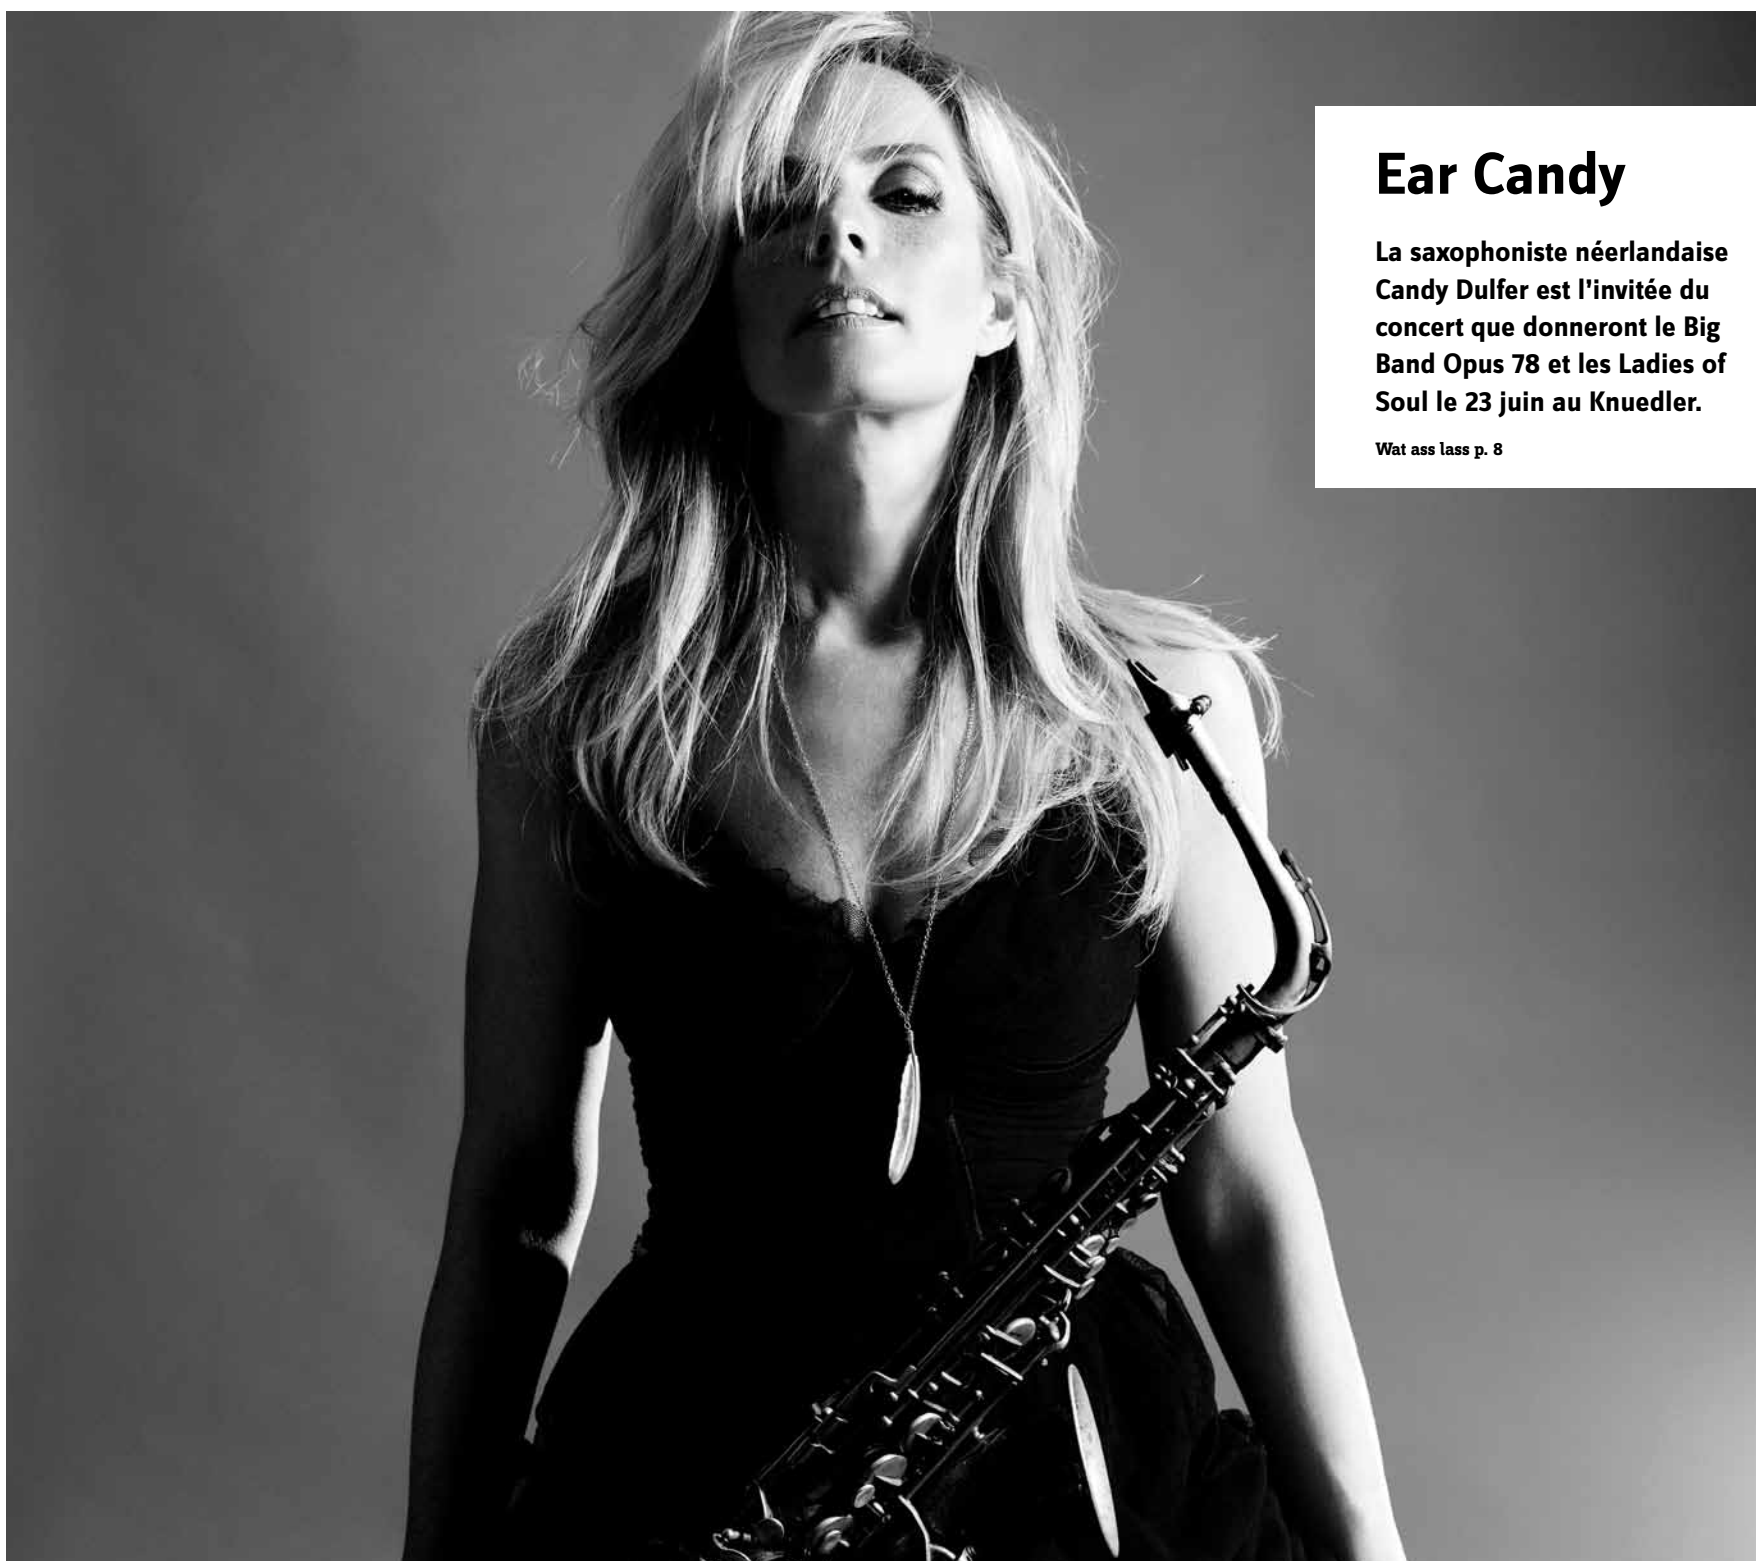 Ear Candy
La saxophoniste néerlandaise
Candy Dulfer est l’invitée du
concert que donneront le Big
Band Opus 78 et les Ladies of
Soul le 23 juin au Knuedler.
Wat ass lass p. 8